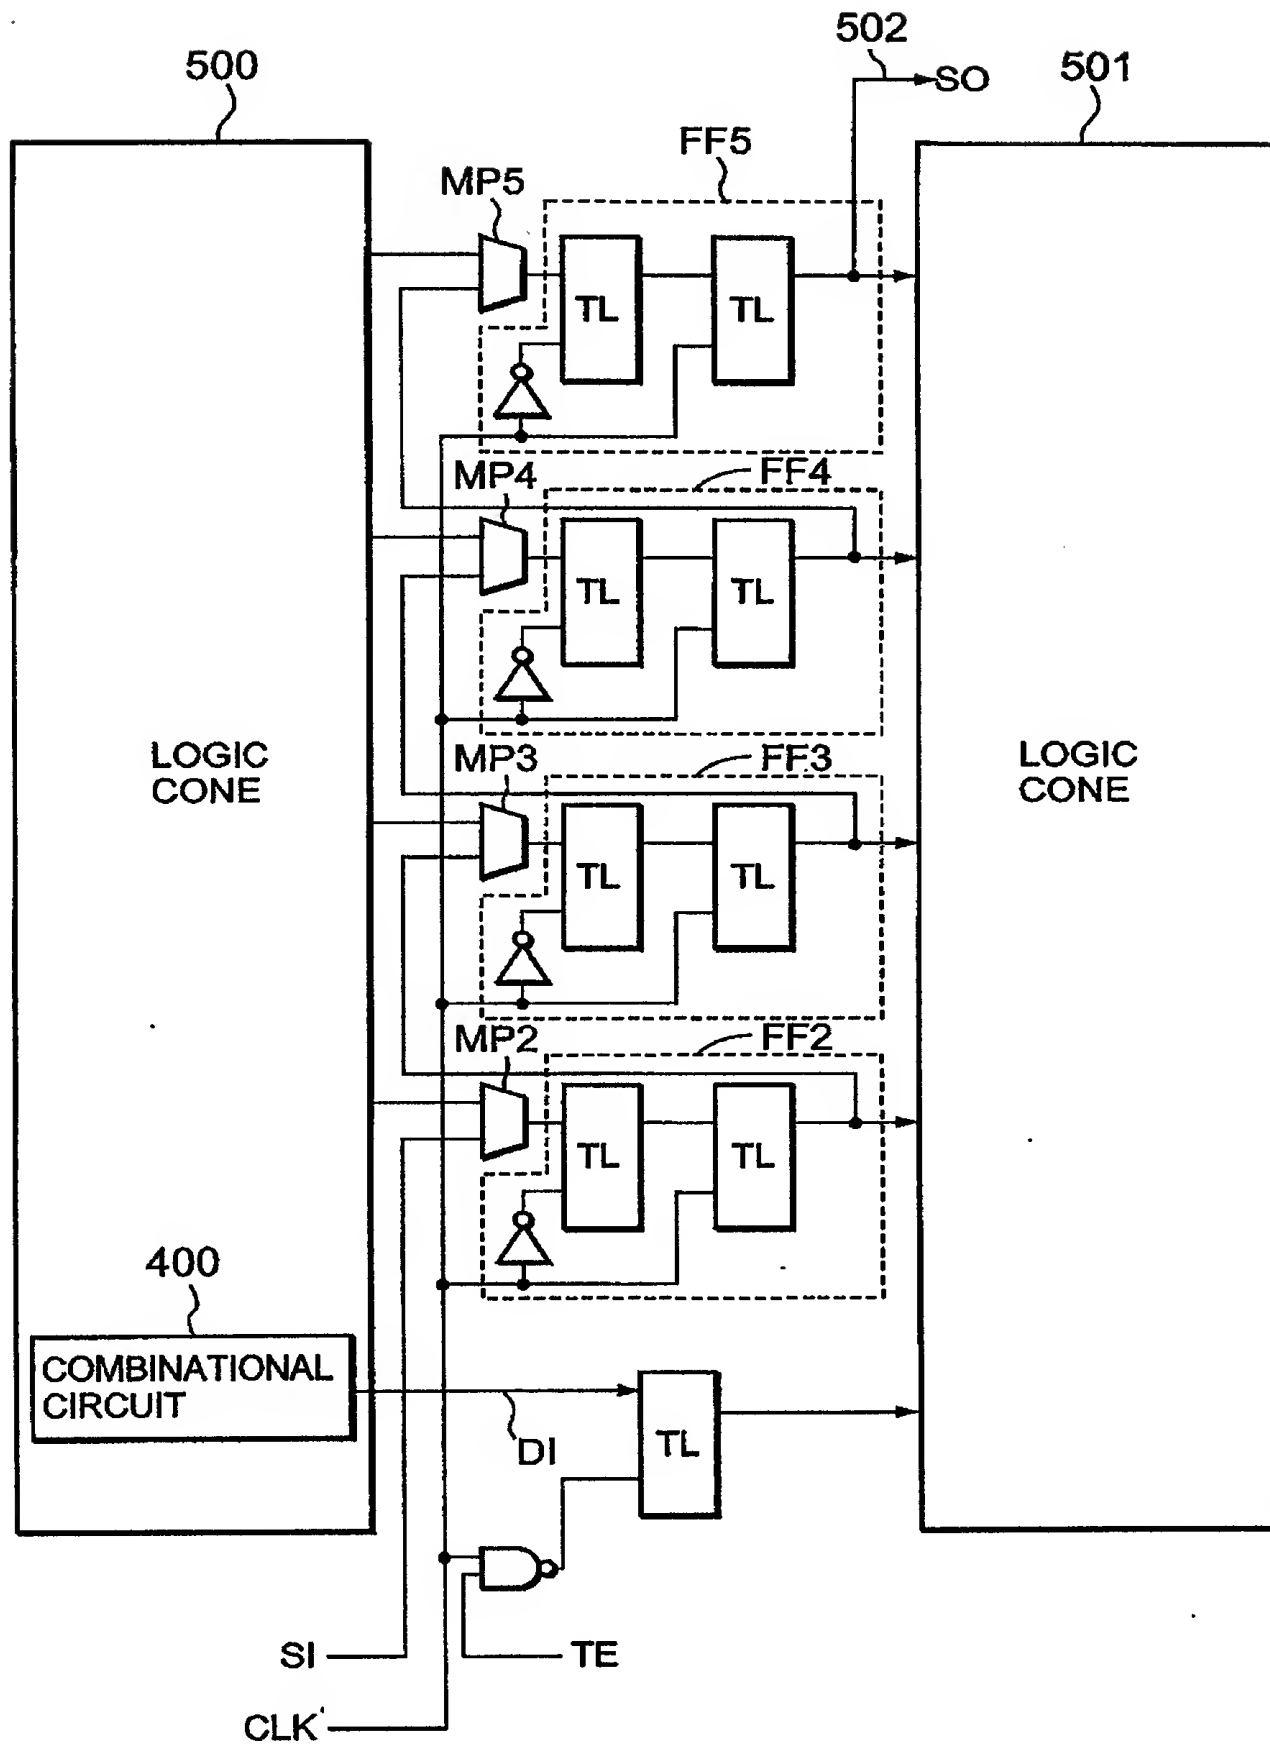 502
500
SO
501
FF5
MP5
TL
TL
MP4
FF4
TL
TL
LOGIC
CONE
LOGIC
CONE
MP3
FF3
TL
TL
MP2
FF2
TL
TL
400
COMBINATIONAL
CIRCUIT
DI
TL
SI
TE
CLK